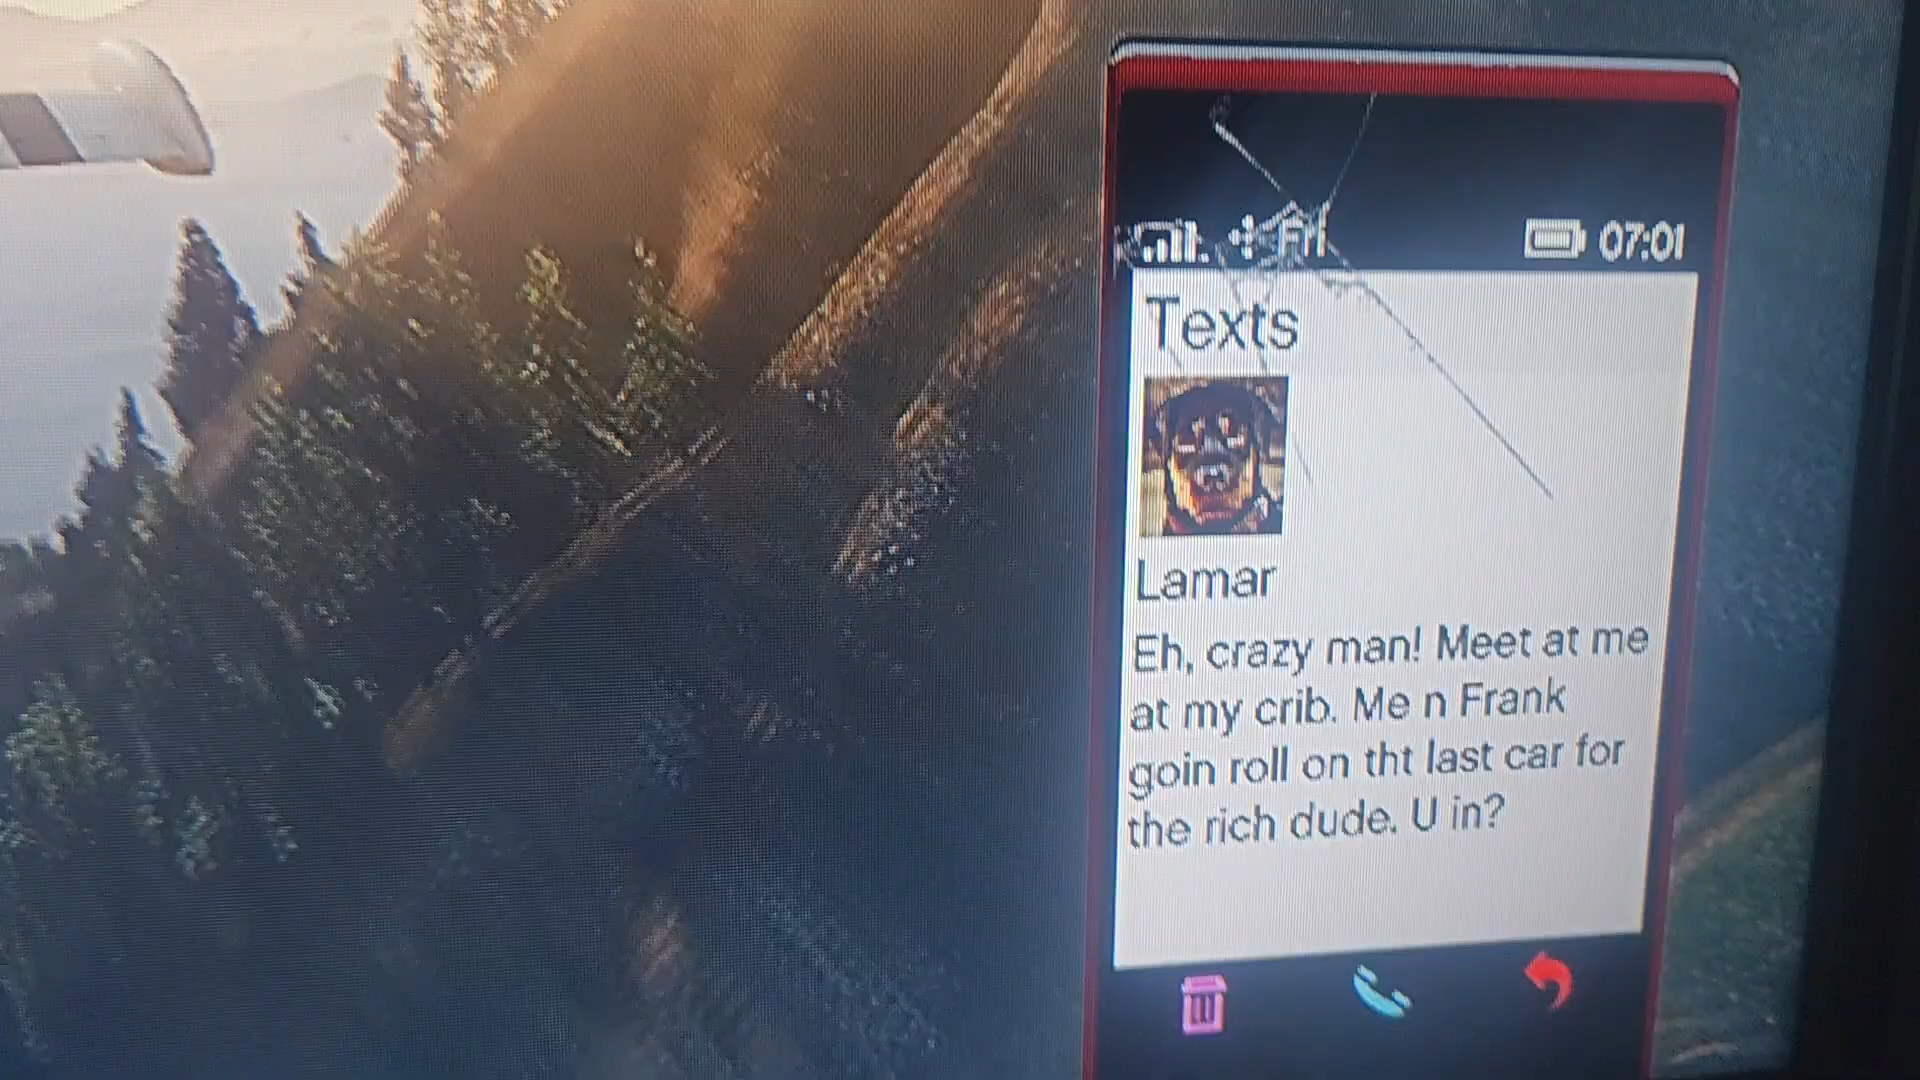 Fri 07:01
Texts
Lamar
Eh, crazy man! Meet at me
at my crib. Me n Frank
goin roll on tht last car for
the rich dude. U in?